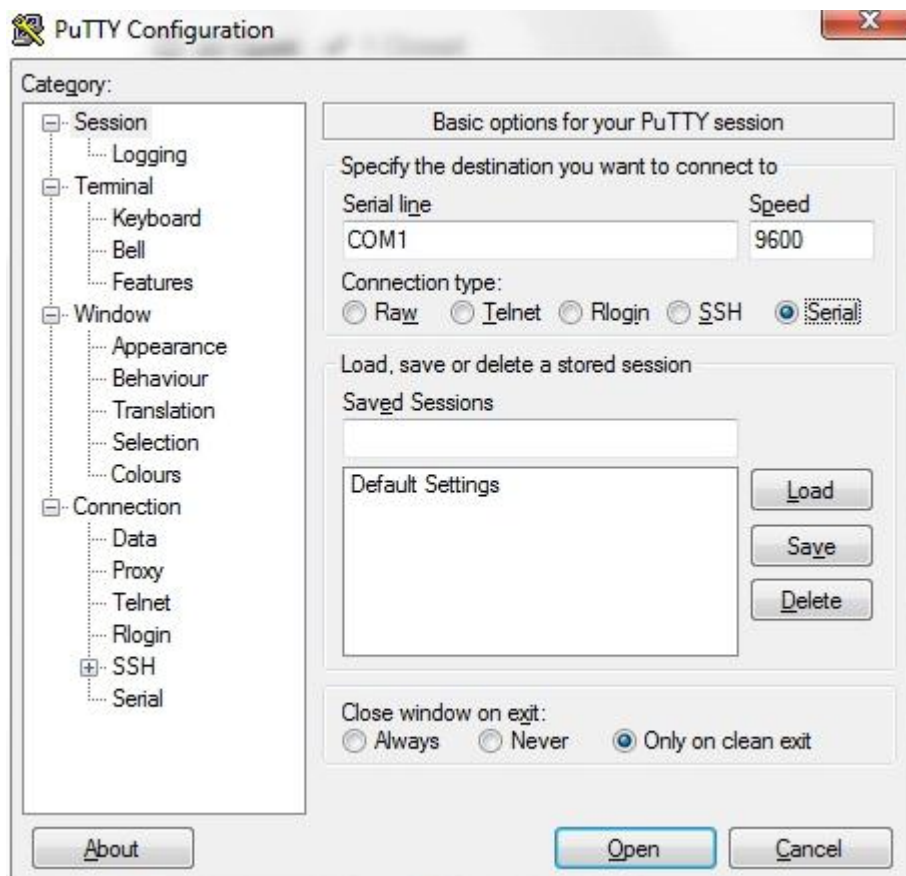 PuTTY Configuration
Category:
Session
Logging
Terminal
Keyboard
Bell
Features
Window
Appearance
Behaviour
Translation
Selection
Colours
Connection
Data
Proxy
Telnet
Rlogin
SSH
Serial
Basic options for your PuTTY session
Specify the destination you want to connect to
Serial line Speed
COM1 9600
Connection type:
Raw Telnet Rlogin SSH Serial
Load, save or delete a stored session
Saved Sessions
Default Settings
Load
Save
Delete
Close window on exit:
Always Never Only on clean exit
About Open Cancel